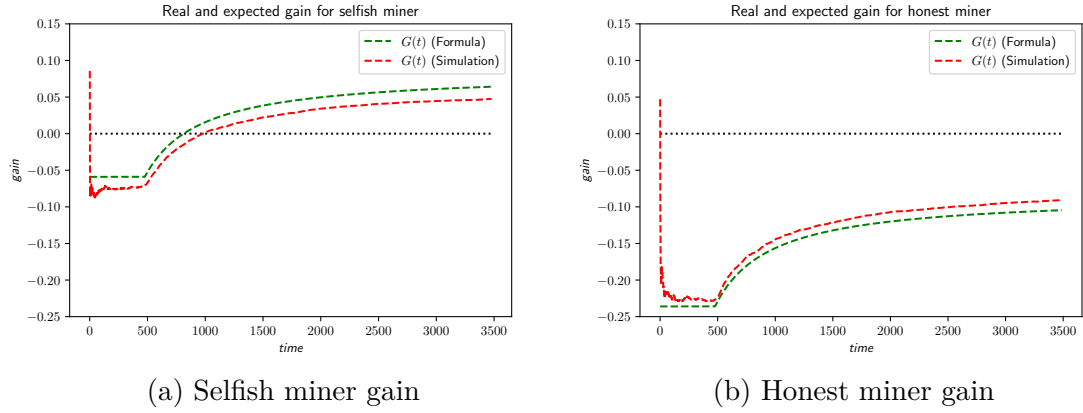 Real and expected gain for selfish miner
0.15
0.10
0.05
0.00
−0.05
−0.10
−0.15
−0.20
−0.25
gain
G(t) (Formula)
G(t) (Simulation)
0 500 1000 1500 2000 2500 3000 3500
time
(a) Selfish miner gain
Real and expected gain for honest miner
0.15
0.10
0.05
0.00
−0.05
−0.10
−0.15
−0.20
−0.25
gain
G(t) (Formula)
G(t) (Simulation)
0 500 1000 1500 2000 2500 3000 3500
time
(b) Honest miner gain